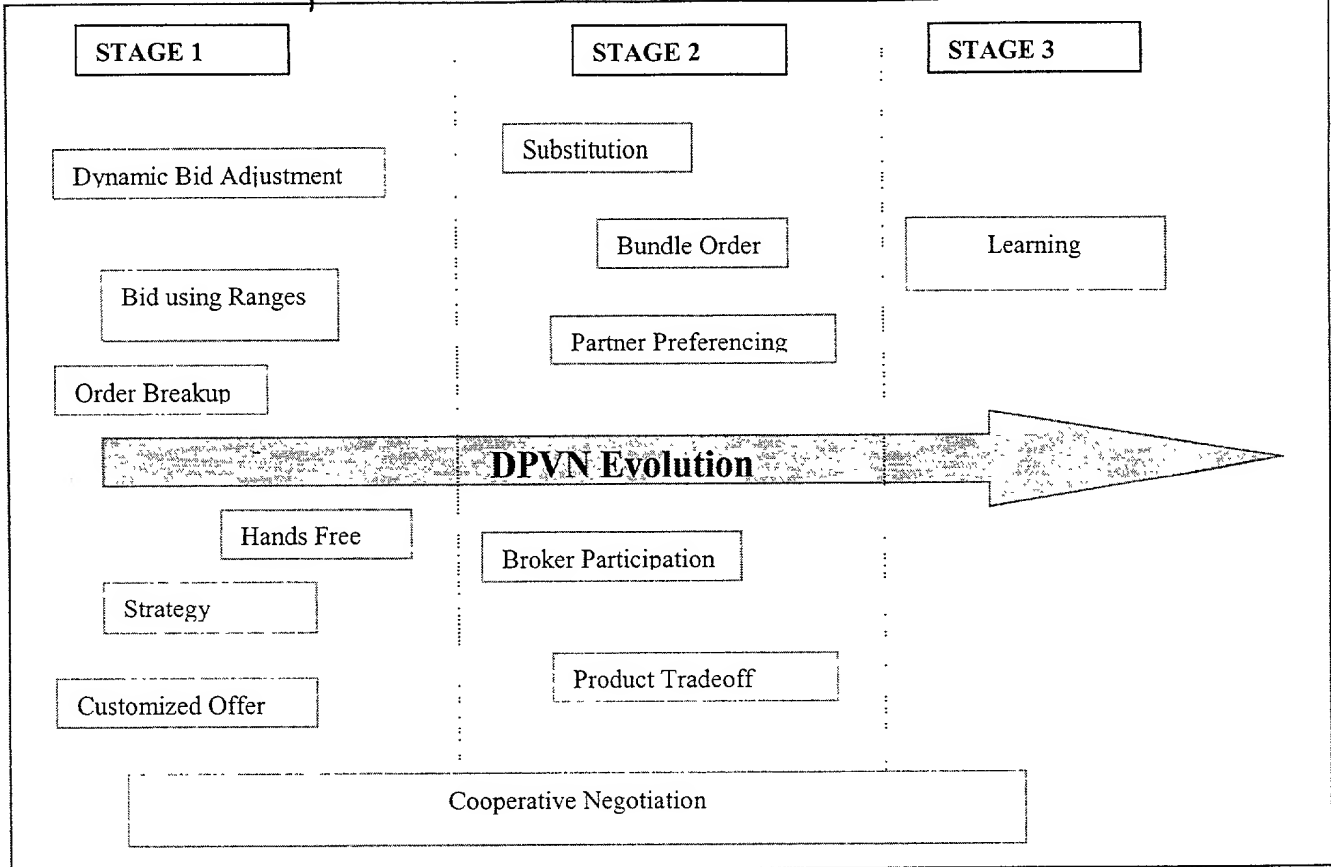 STAGE 1
STAGE 2
STAGE 3
Dynamic Bid Adjustment
Substitution
Bundle Order
Learning
Bid using Ranges
Partner Preferencing
Order Breakup
DPVN Evolution
Hands Free
Broker Participation
Strategy
Product Tradeoff
Customized Offer
Cooperative Negotiation